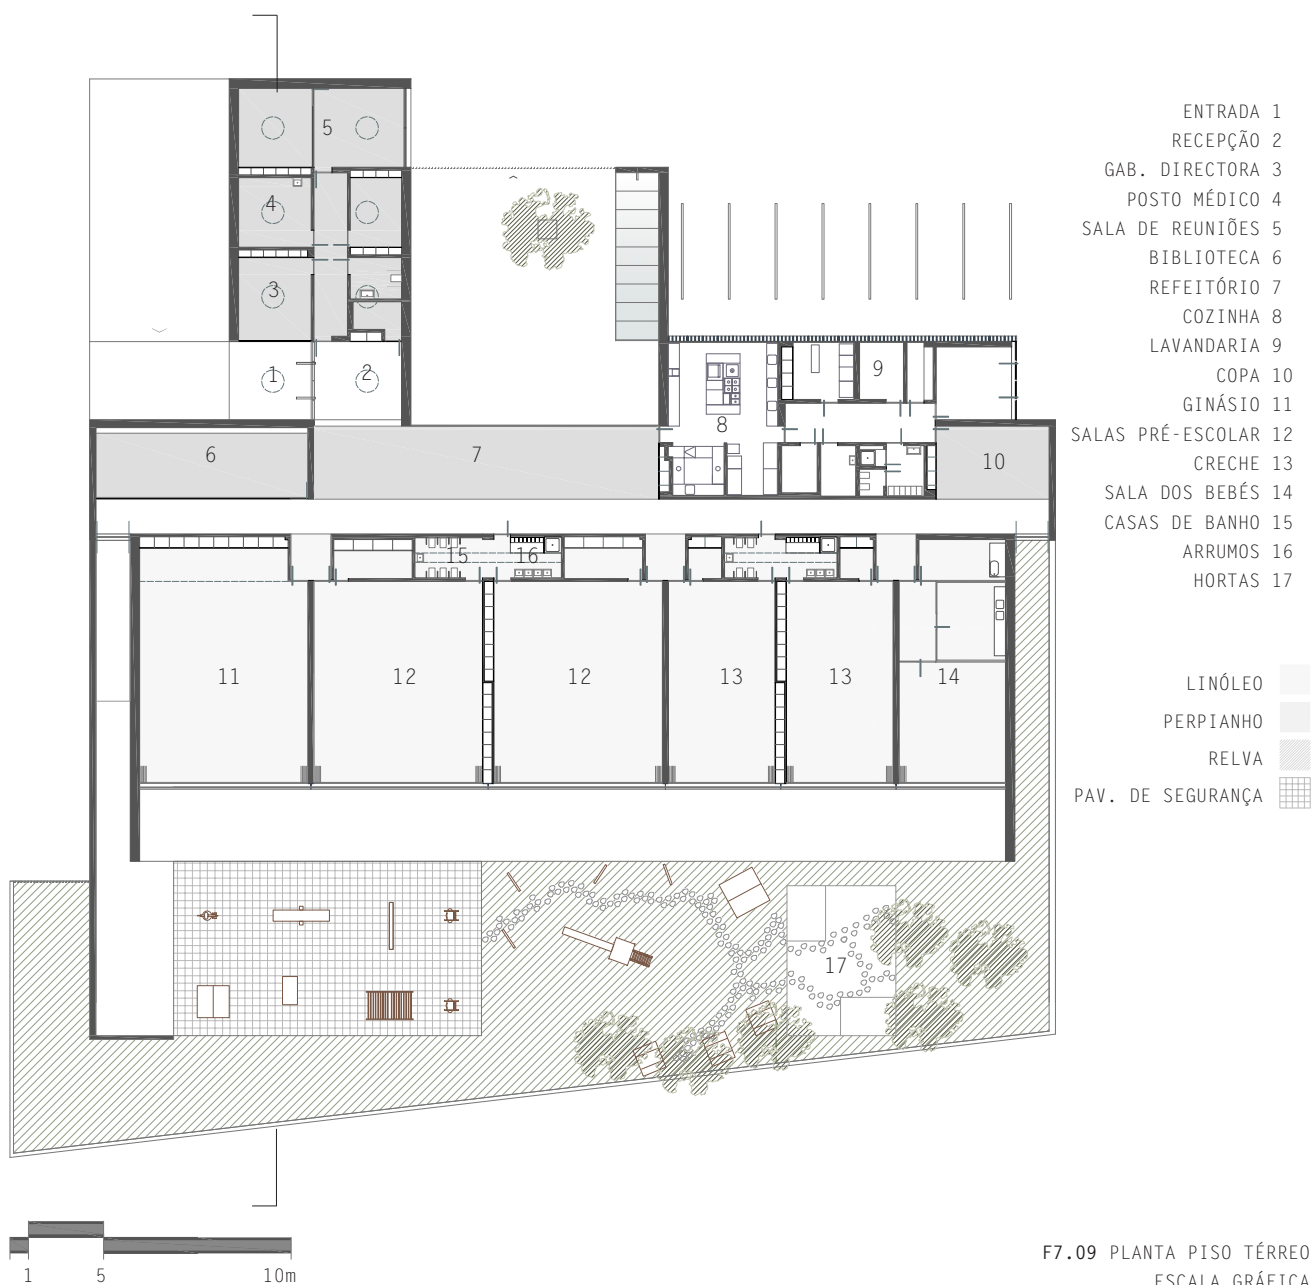 ENTRADA 1
RECEPÇÃO 2
GAB. DIRECTORA 3
POSTO MÉDICO 4
SALA DE REUNIÕES 5
BIBLIOTECA 6
REFEITÓRIO 7
COZINHA 8
LAVANDARIA 9
COPA 10
GINÁSIO 11
SALAS PRÉ-ESCOLAR 12
CRECHE 13
SALA DOS BEBÉS 14
CASAS DE BANHO 15
ARRUMOS 16
HORTAS 17
5
4
3
1 2
9
8
6 7 10
15 16
11 12 12 13 13 14
LINÓLEO
PERPIANHO
RELVA
PAV. DE SEGURANÇA
17
1 5 10m
F7.09 PLANTA PISO TÉRREO
ESCALA GRÁFICA